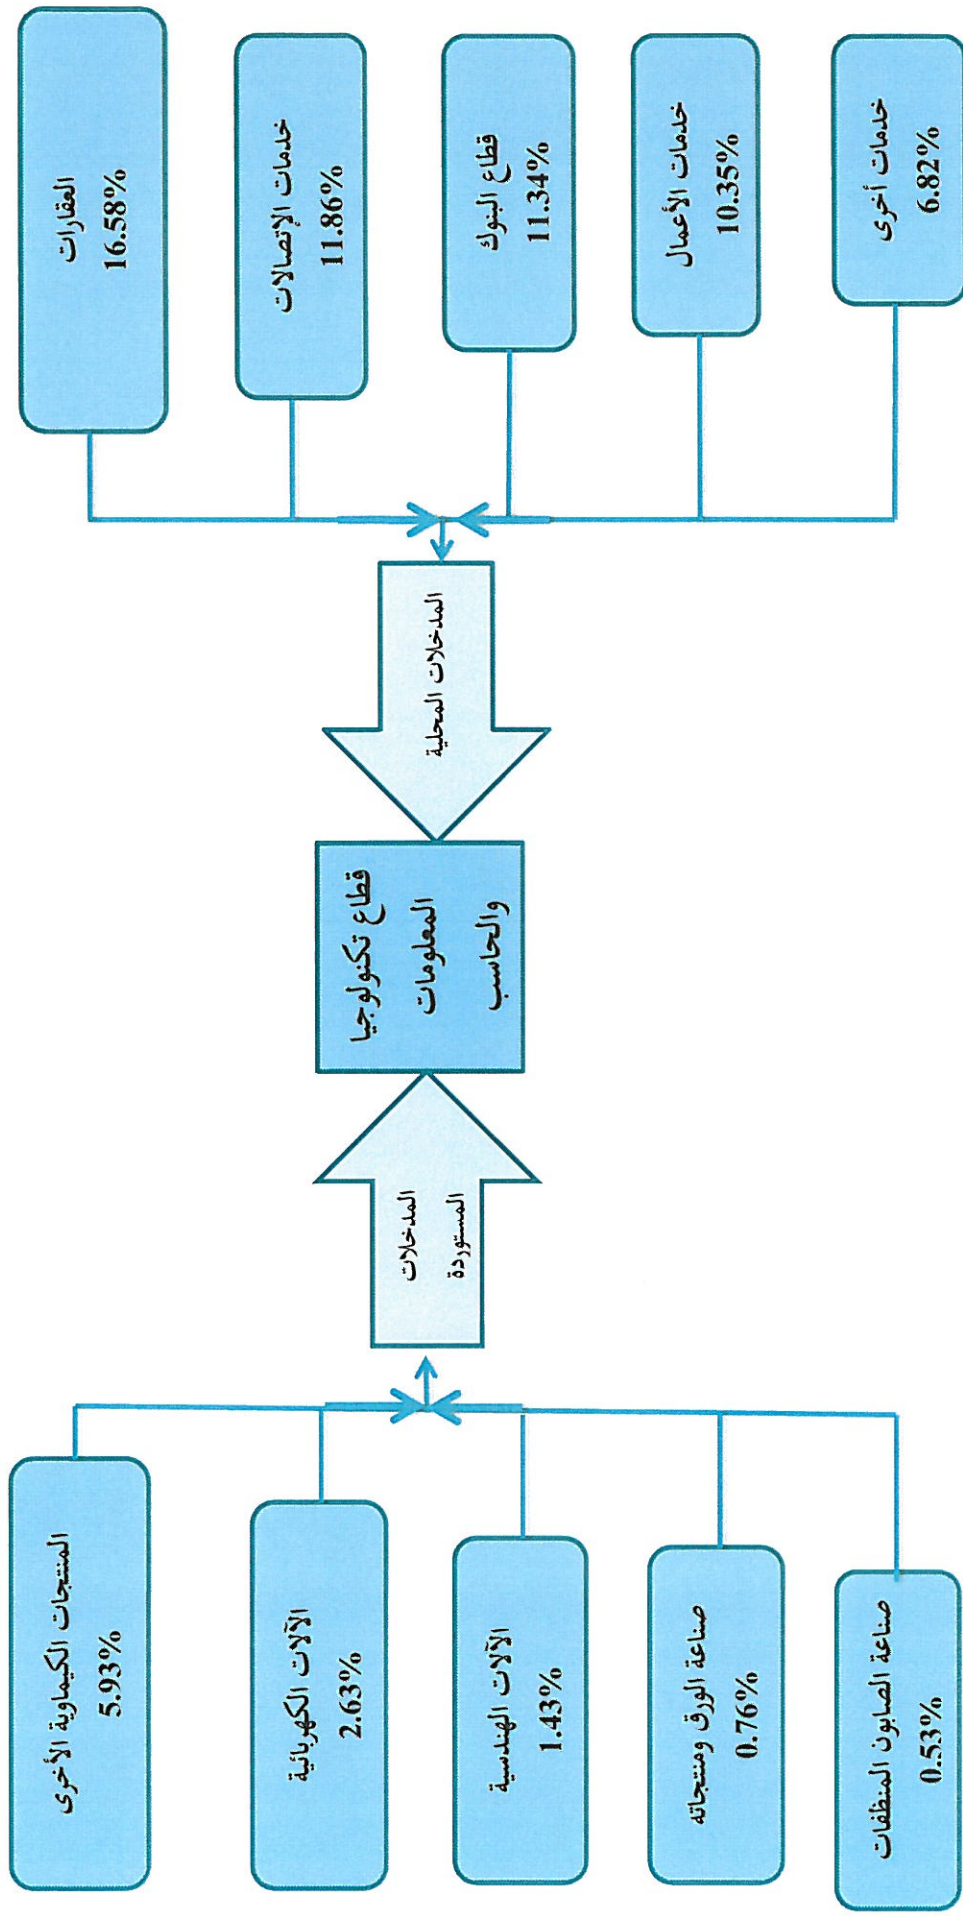 العقارات
16.58%
خدمات الإتصالات
11.86%
قطاع البنوك
11.34%
خدمات الأعمال
10.35%
خدمات أخرى
6.82%
المدخلات المحلية
قطاع تكنولوجيا
المعلومات
والحاسب
المدخلات
المستوردة
المنتجات الكيماوية الأخرى
5.93%
الآلات الكهربائية
2.63%
الآلات الهندسية
1.43%
صناعة الورق ومنتجاته
0.76%
صناعة الصابون المنظفات
0.53%